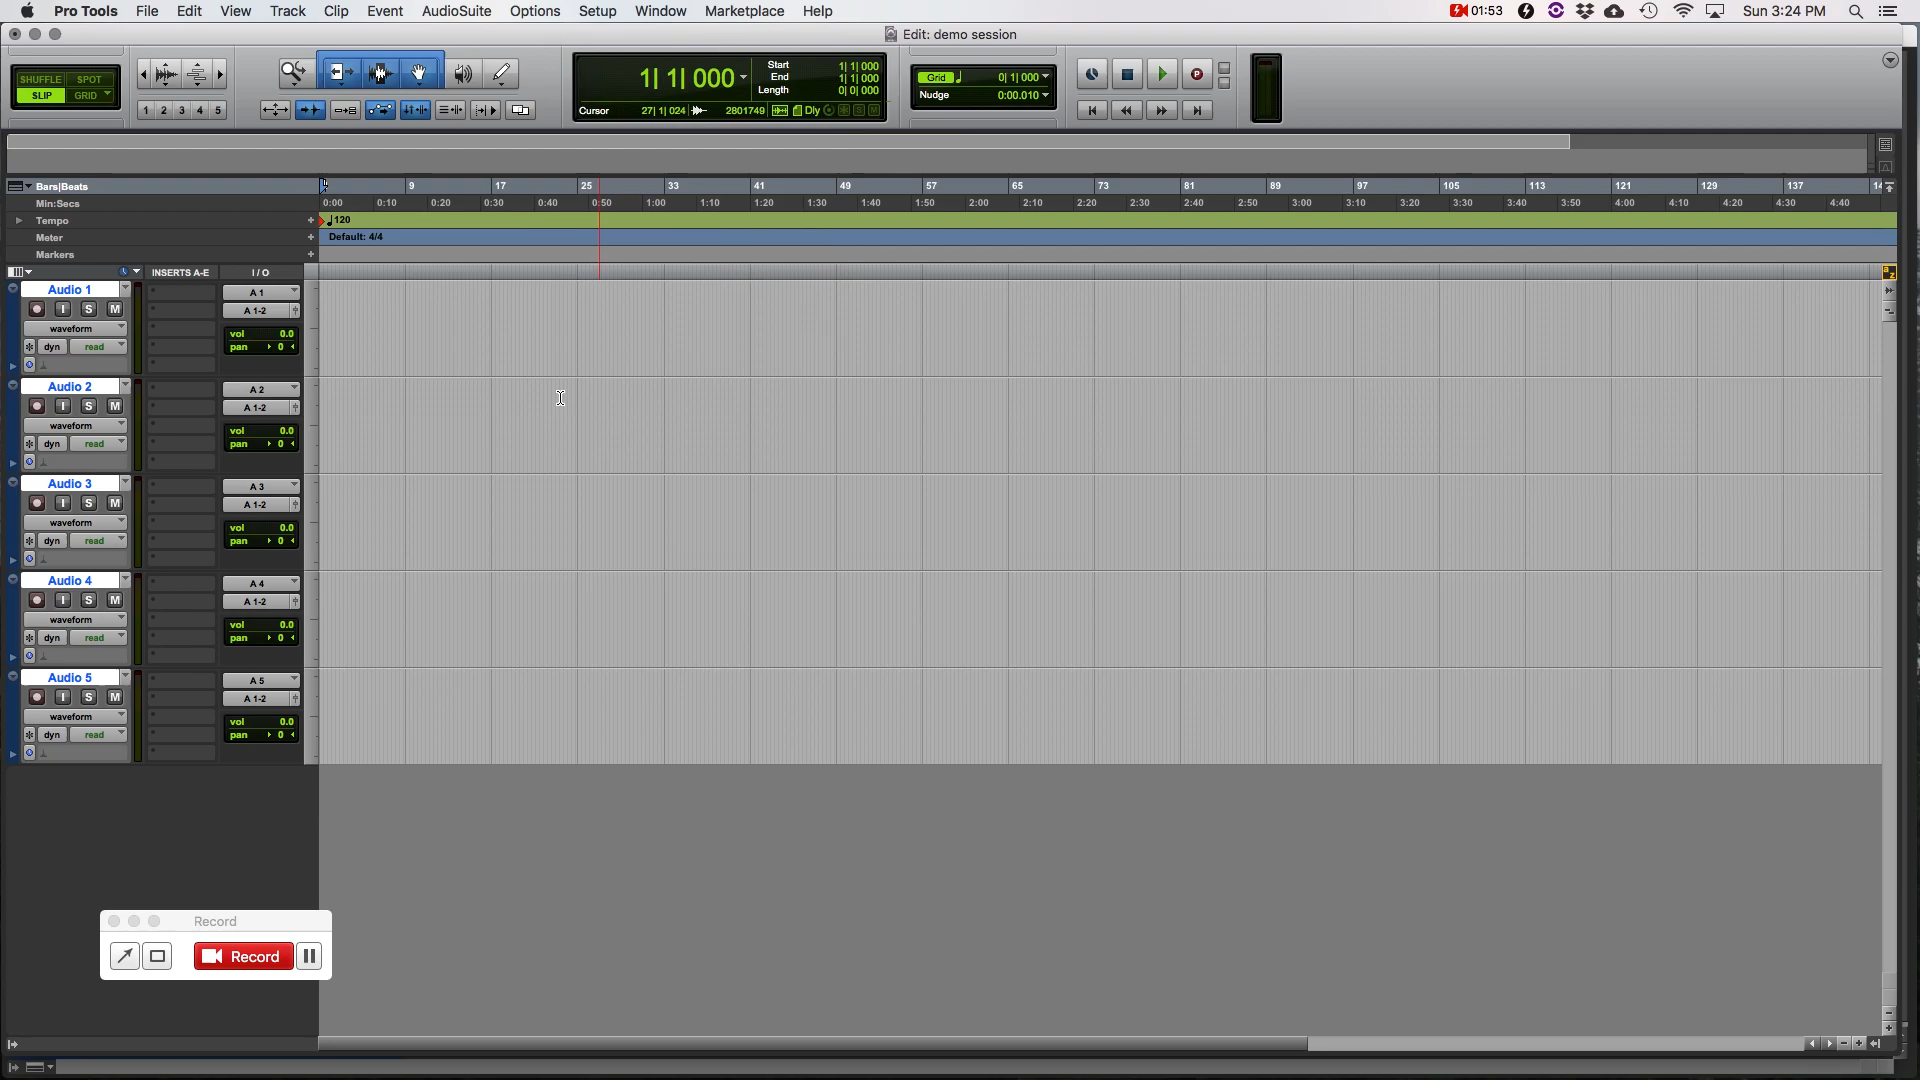 Pro Tools File Edit View Track Clip Event AudioSuite Options Setup Window Marketplace Help 01:53 Sun 3:24 PM
Edit: demo session
SHUFFLE SPOT
SLIP GRID
1 2 3 4 5
1| 1| 000
Start 1| 1| 000
End 1| 1| 000
Length 0| 0| 000
Cursor 27| 1| 024 2801749 Dly S M
Grid 0| 1| 000
Nudge 0:00.010
P
Bars|Beats 9 17 25 33 41 49 57 65 73 81 89 97 105 113 121 129 137 14
Min:Secs 0:00 0:10 0:20 0:30 0:40 0:50 1:00 1:10 1:20 1:30 1:40 1:50 2:00 2:10 2:20 2:30 2:40 2:50 3:00 3:10 3:20 3:30 3:40 3:50 4:00 4:10 4:20 4:30 4:40
Tempo + 120
Meter + Default: 4/4
Markers +
INSERTS A-E I / O
a z
Audio 1 A 1
I S M A 1-2
waveform vol 0.0
dyn read pan 0
Audio 2 A 2
I S M A 1-2
waveform vol 0.0
dyn read pan 0
Audio 3 A 3
I S M A 1-2
waveform vol 0.0
dyn read pan 0
Audio 4 A 4
I S M A 1-2
waveform vol 0.0
dyn read pan 0
Audio 5 A 5
I S M A 1-2
waveform vol 0.0
dyn read pan 0
Record
Record